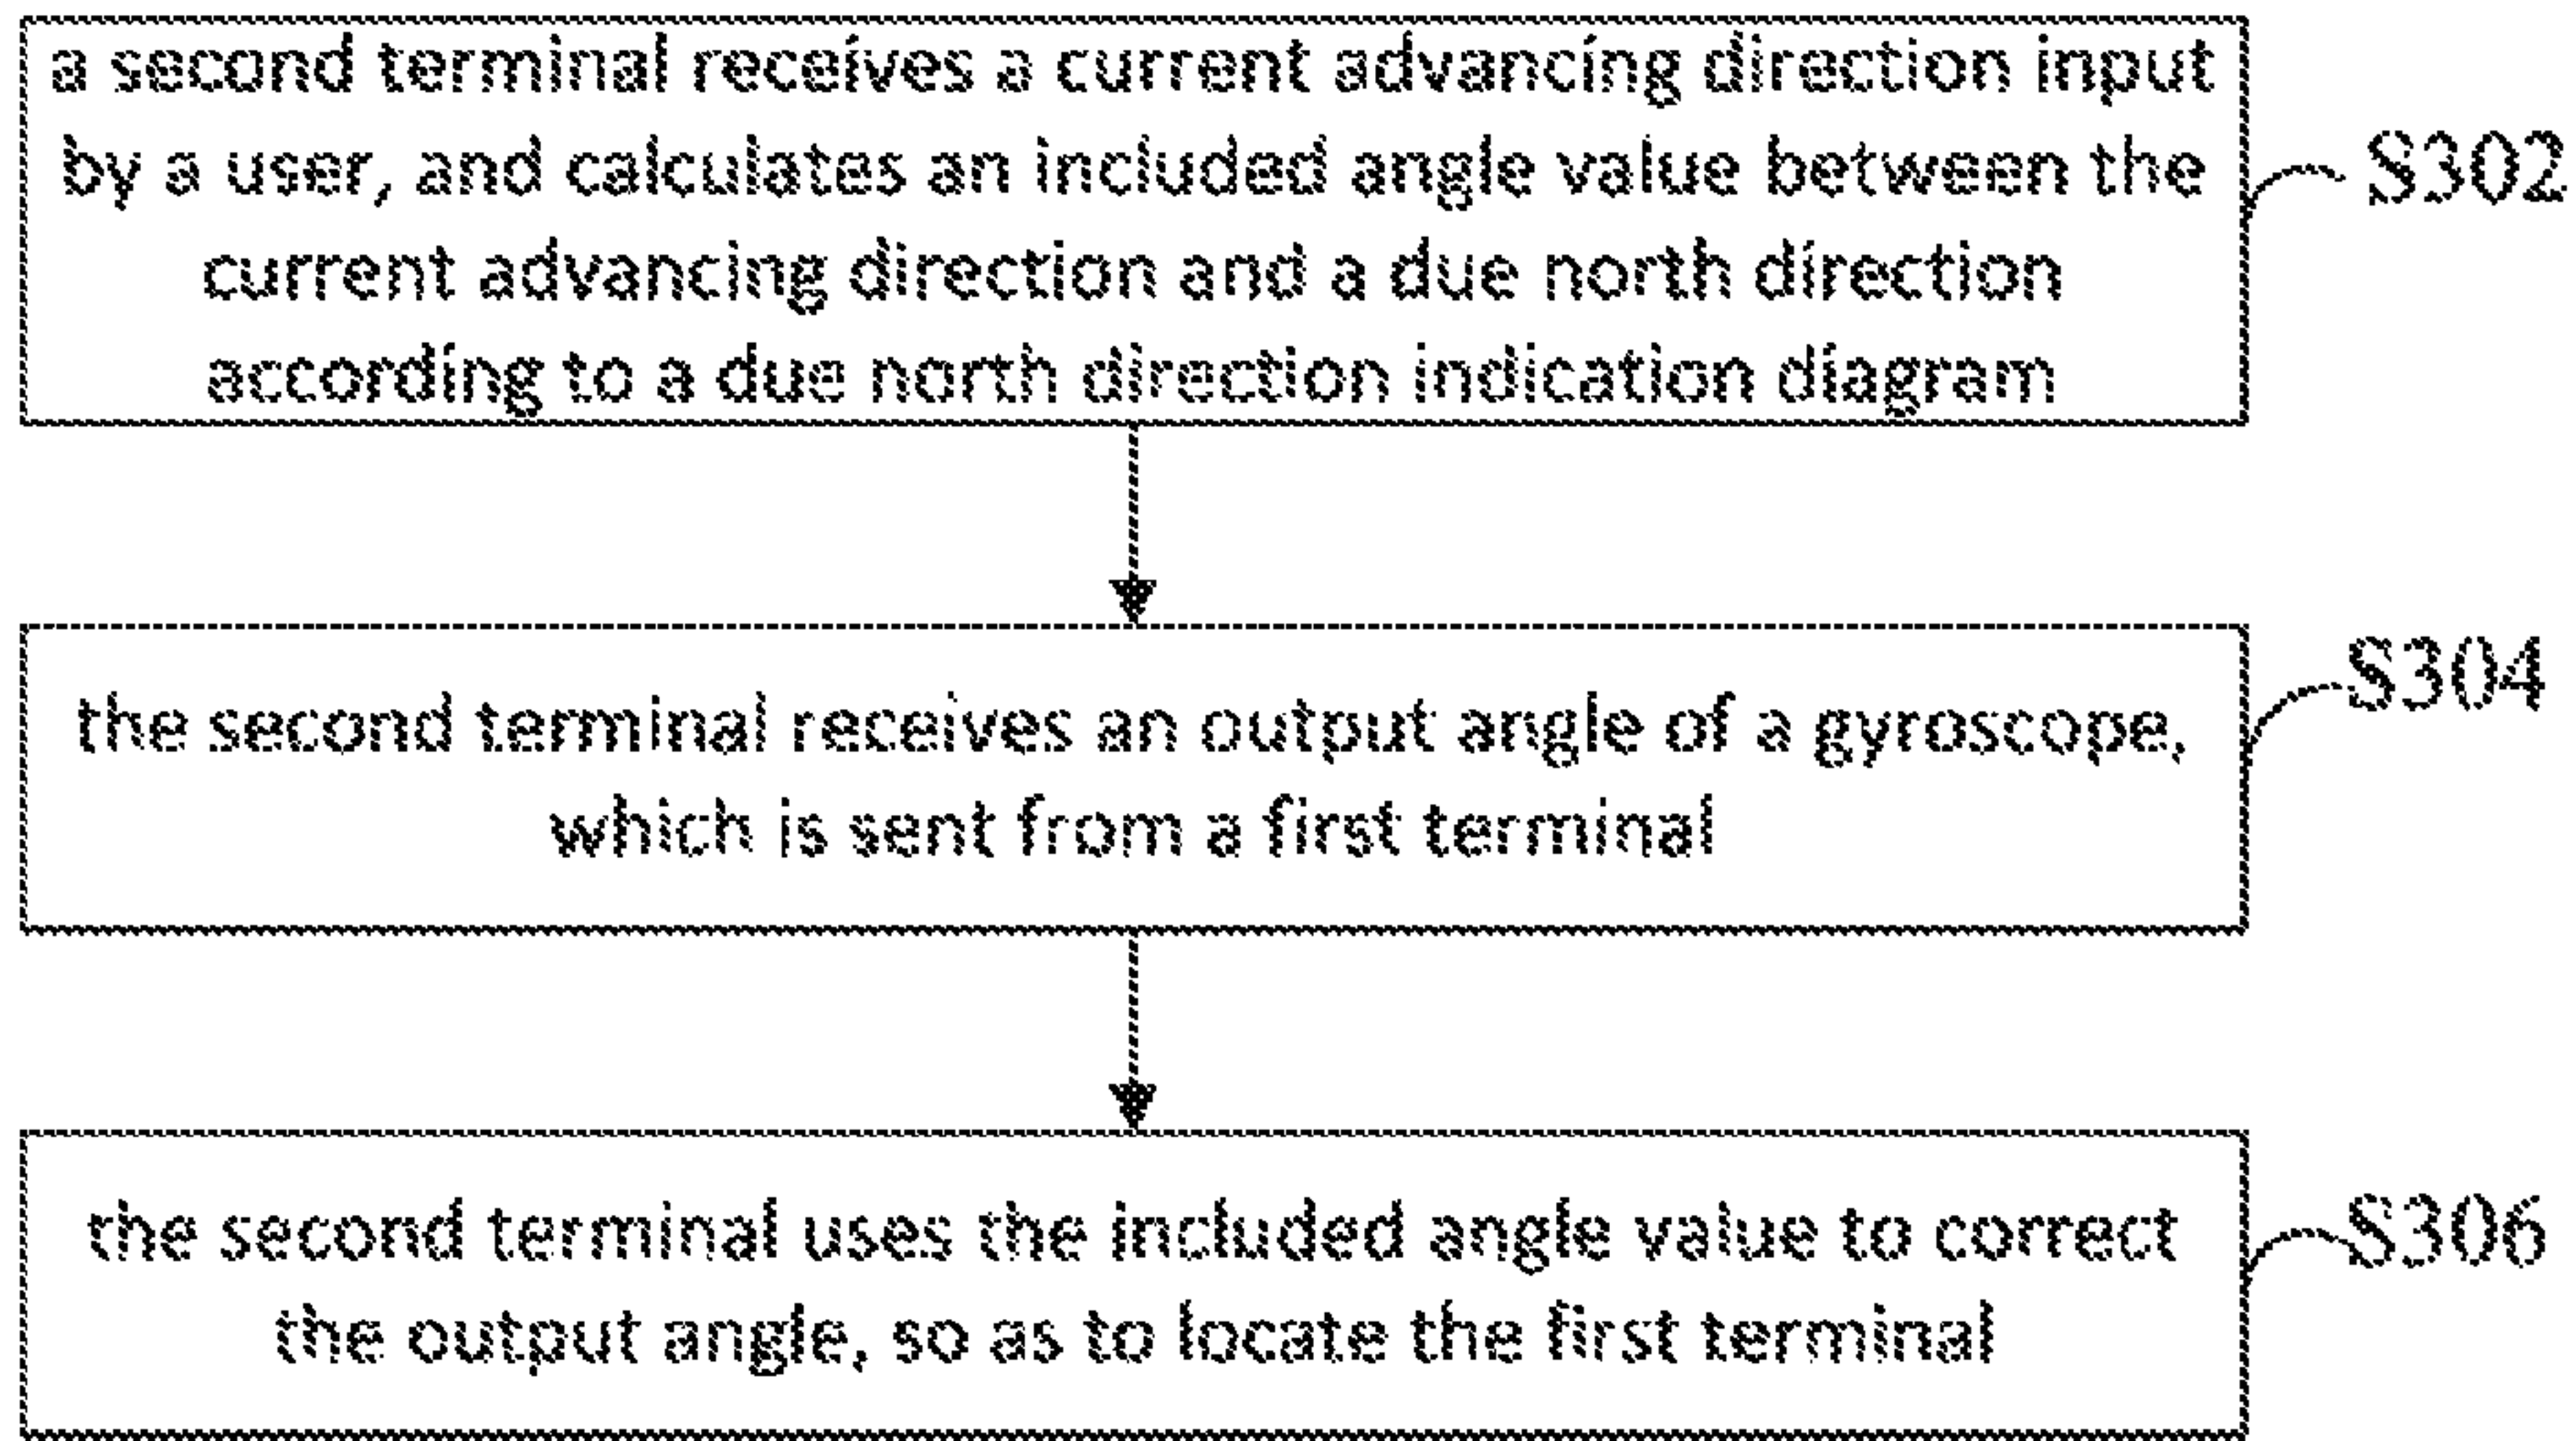 a second terminal receives a current advancing direction input
by a user, and calculates an included angle value between the
current advancing direction and a due north direction
according to a due north direction indication diagram
S302
the second terminal receives an output angle of a gyroscope,
which is sent from a first terminal
S304
the second terminal uses the included angle value to correct
the output angle, so as to locate the first terminal
S306